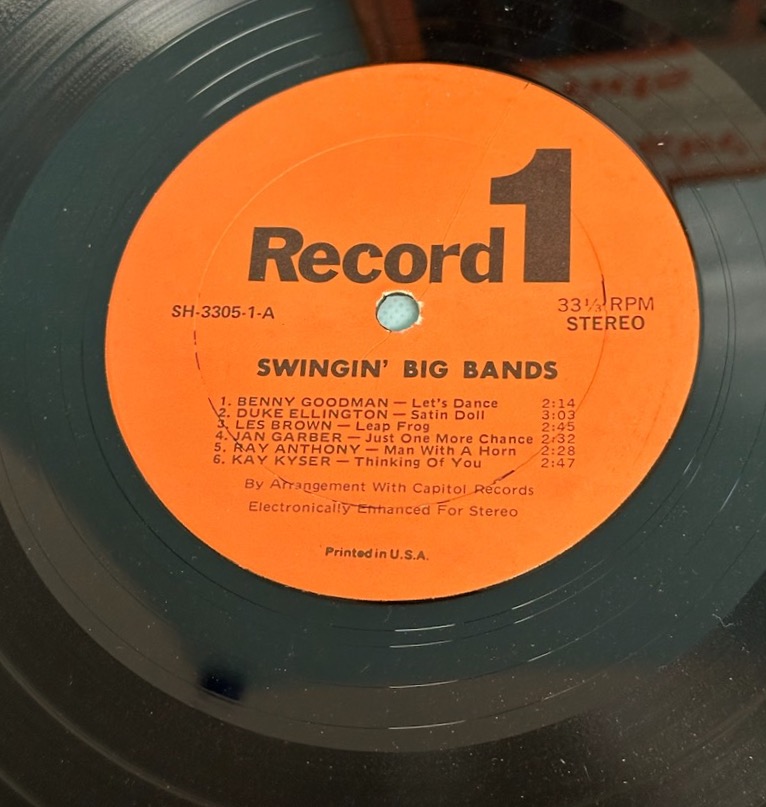 Record 1
SH-3305-1-A
33⅓ RPM
STEREO
SWINGIN' BIG BANDS
1. BENNY GOODMAN — Let's Dance 2:14
2. DUKE ELLINGTON — Satin Doll 3:03
3. LES BROWN — Leap Frog 2:45
4. JAN GARBER — Just One More Chance 2:32
5. RAY ANTHONY — Man With A Horn 2:28
6. KAY KYSER — Thinking Of You 2:47
By Arrangement With Capitol Records
Electronically Enhanced For Stereo
Printed in U.S.A.